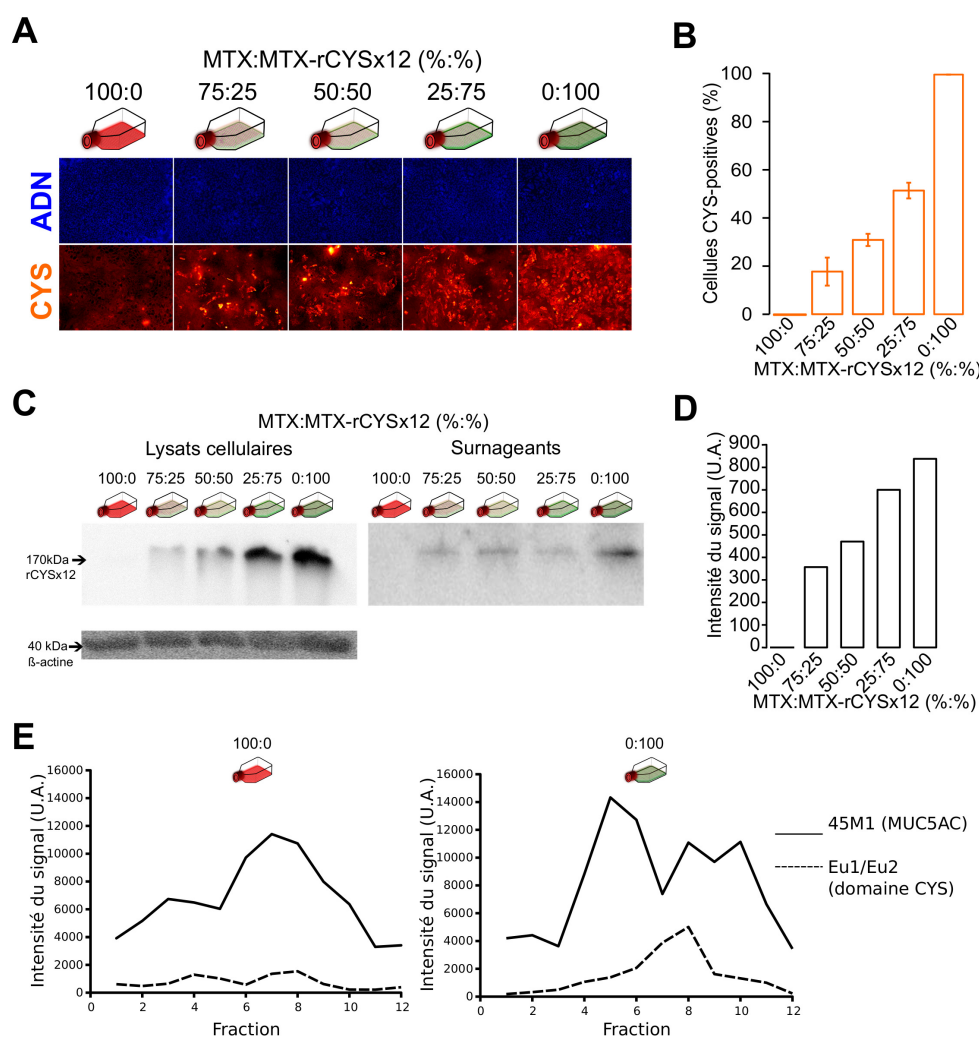 A
MTX:MTX-rCYSx12 (%:%)
100:0 75:25 50:50 25:75 0:100
ADN
CYS
B
Cellules CYS-positives (%)
100
80
60
40
20
0
100:0 75:25 50:50 25:75 0:100
MTX:MTX-rCYSx12 (%:%)
C
MTX:MTX-rCYSx12 (%:%)
Lysats cellulaires Surnageants
100:0 75:25 50:50 25:75 0:100 100:0 75:25 50:50 25:75 0:100
170kDa
rCYSx12
40 kDa
ß-actine
D
Intensité du signal (U.A.)
900
800
700
600
500
400
300
200
100
0
100:0 75:25 50:50 25:75 0:100
MTX:MTX-rCYSx12 (%:%)
E
100:0
Intensité du signal (U.A.)
16000
14000
12000
10000
8000
6000
4000
2000
0
0 2 4 6 8 10 12
Fraction
0:100
Intensité du signal (U.A.)
16000
14000
12000
10000
8000
6000
4000
2000
0
0 2 4 6 8 10 12
Fraction
45M1 (MUC5AC)
Eu1/Eu2
(domaine CYS)